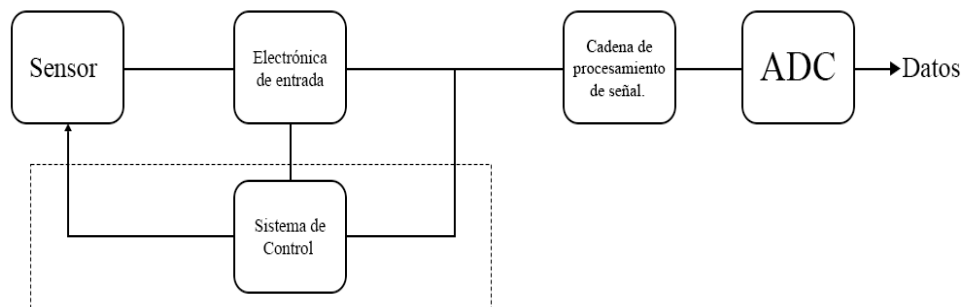 Sensor
Electrónica
de entrada
Cadena de
procesamiento
de señal.
ADC
Datos
Sistema de
Control